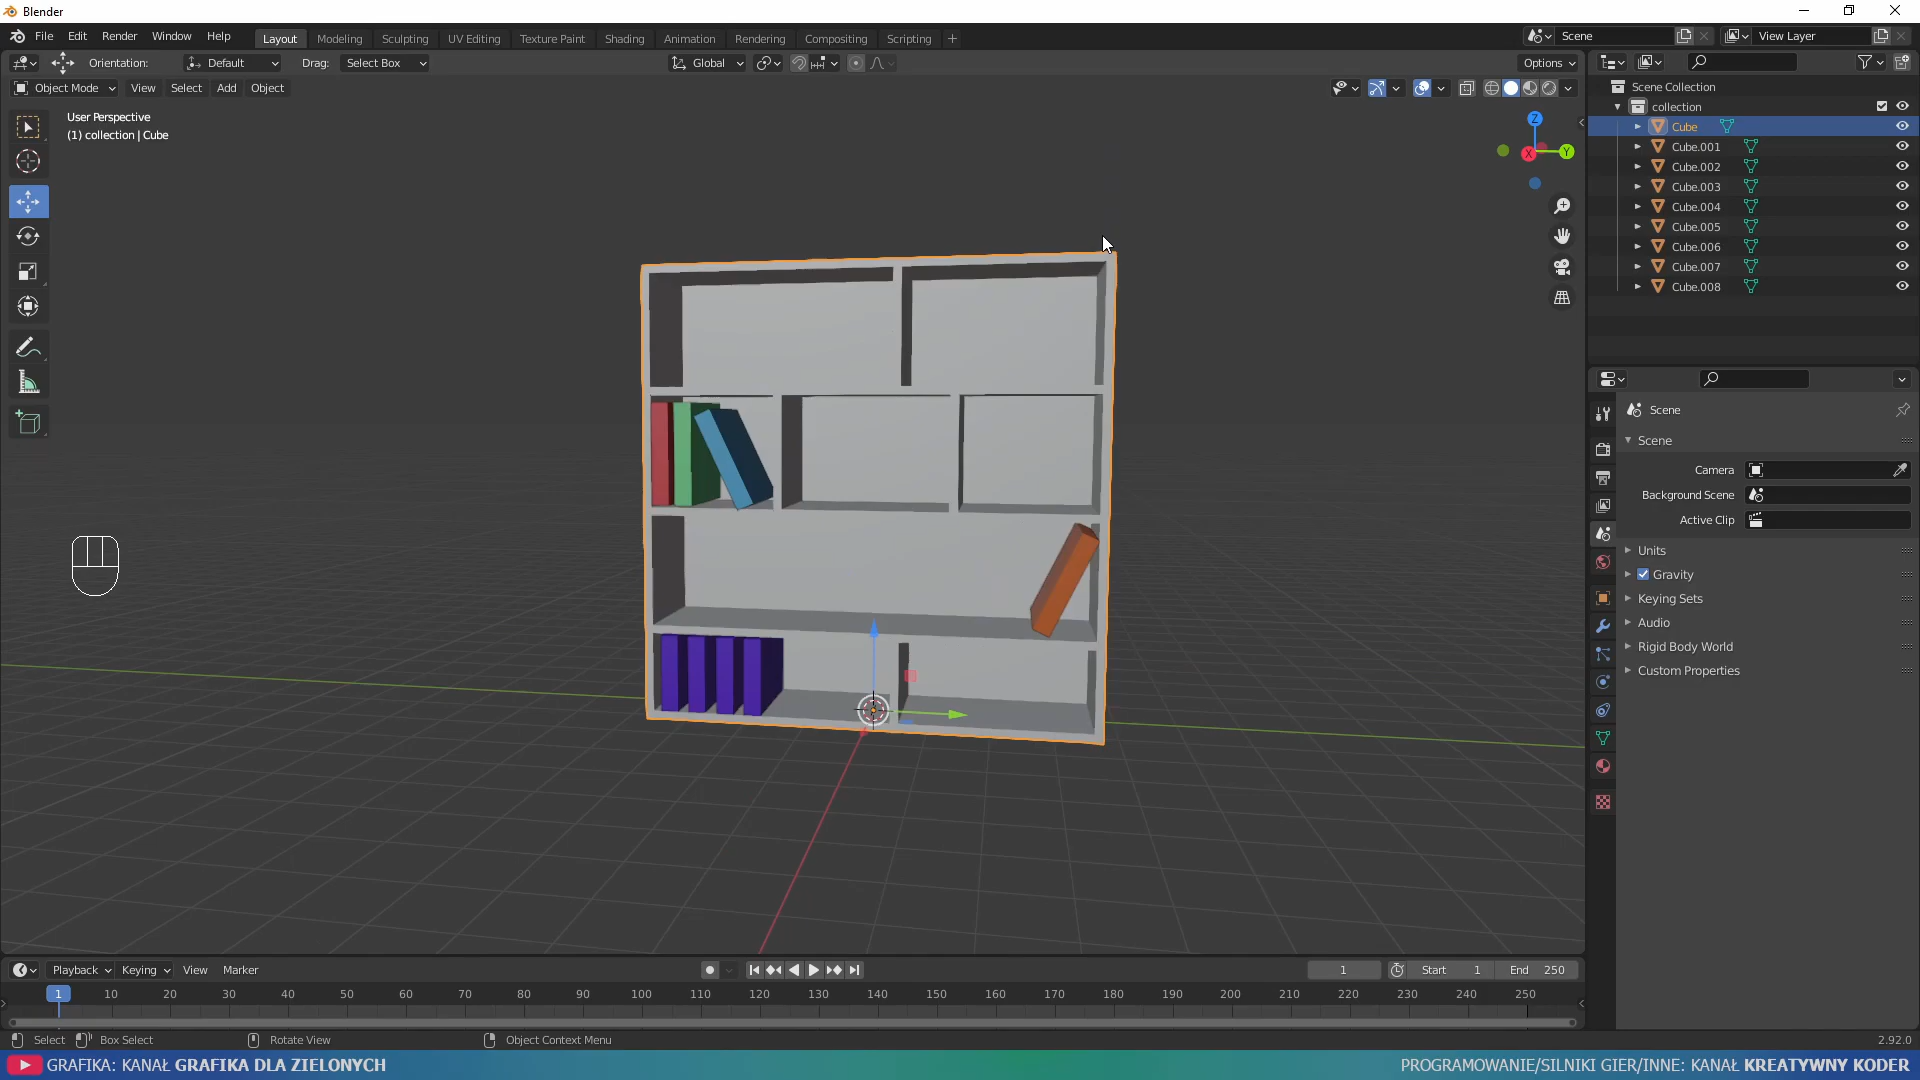 Blender
File Edit Render Window Help
Layout Modeling Sculpting UV Editing Texture Paint Shading Animation Rendering Compositing Scripting +
Scene
View Layer
Orientation: Default Drag: Select Box
Global
Options
Object Mode View Select Add Object
User Perspective
(1) collection | Cube
Z
X
Y
Scene Collection
collection
Cube
Cube.001
Cube.002
Cube.003
Cube.004
Cube.005
Cube.006
Cube.007
Cube.008
Scene
Scene
Camera
Background Scene
Active Clip
Units
Gravity
Keying Sets
Audio
Rigid Body World
Custom Properties
Playback Keying View Marker
1
Start 1 End 250
1 10 20 30 40 50 60 70 80 90 100 110 120 130 140 150 160 170 180 190 200 210 220 230 240 250
Select Box Select Rotate View Object Context Menu
2.92.0
GRAFIKA: KANAŁ GRAFIKA DLA ZIELONYCH
PROGRAMOWANIE/SILNIKI GIER/INNE: KANAŁ KREATYWNY KODER